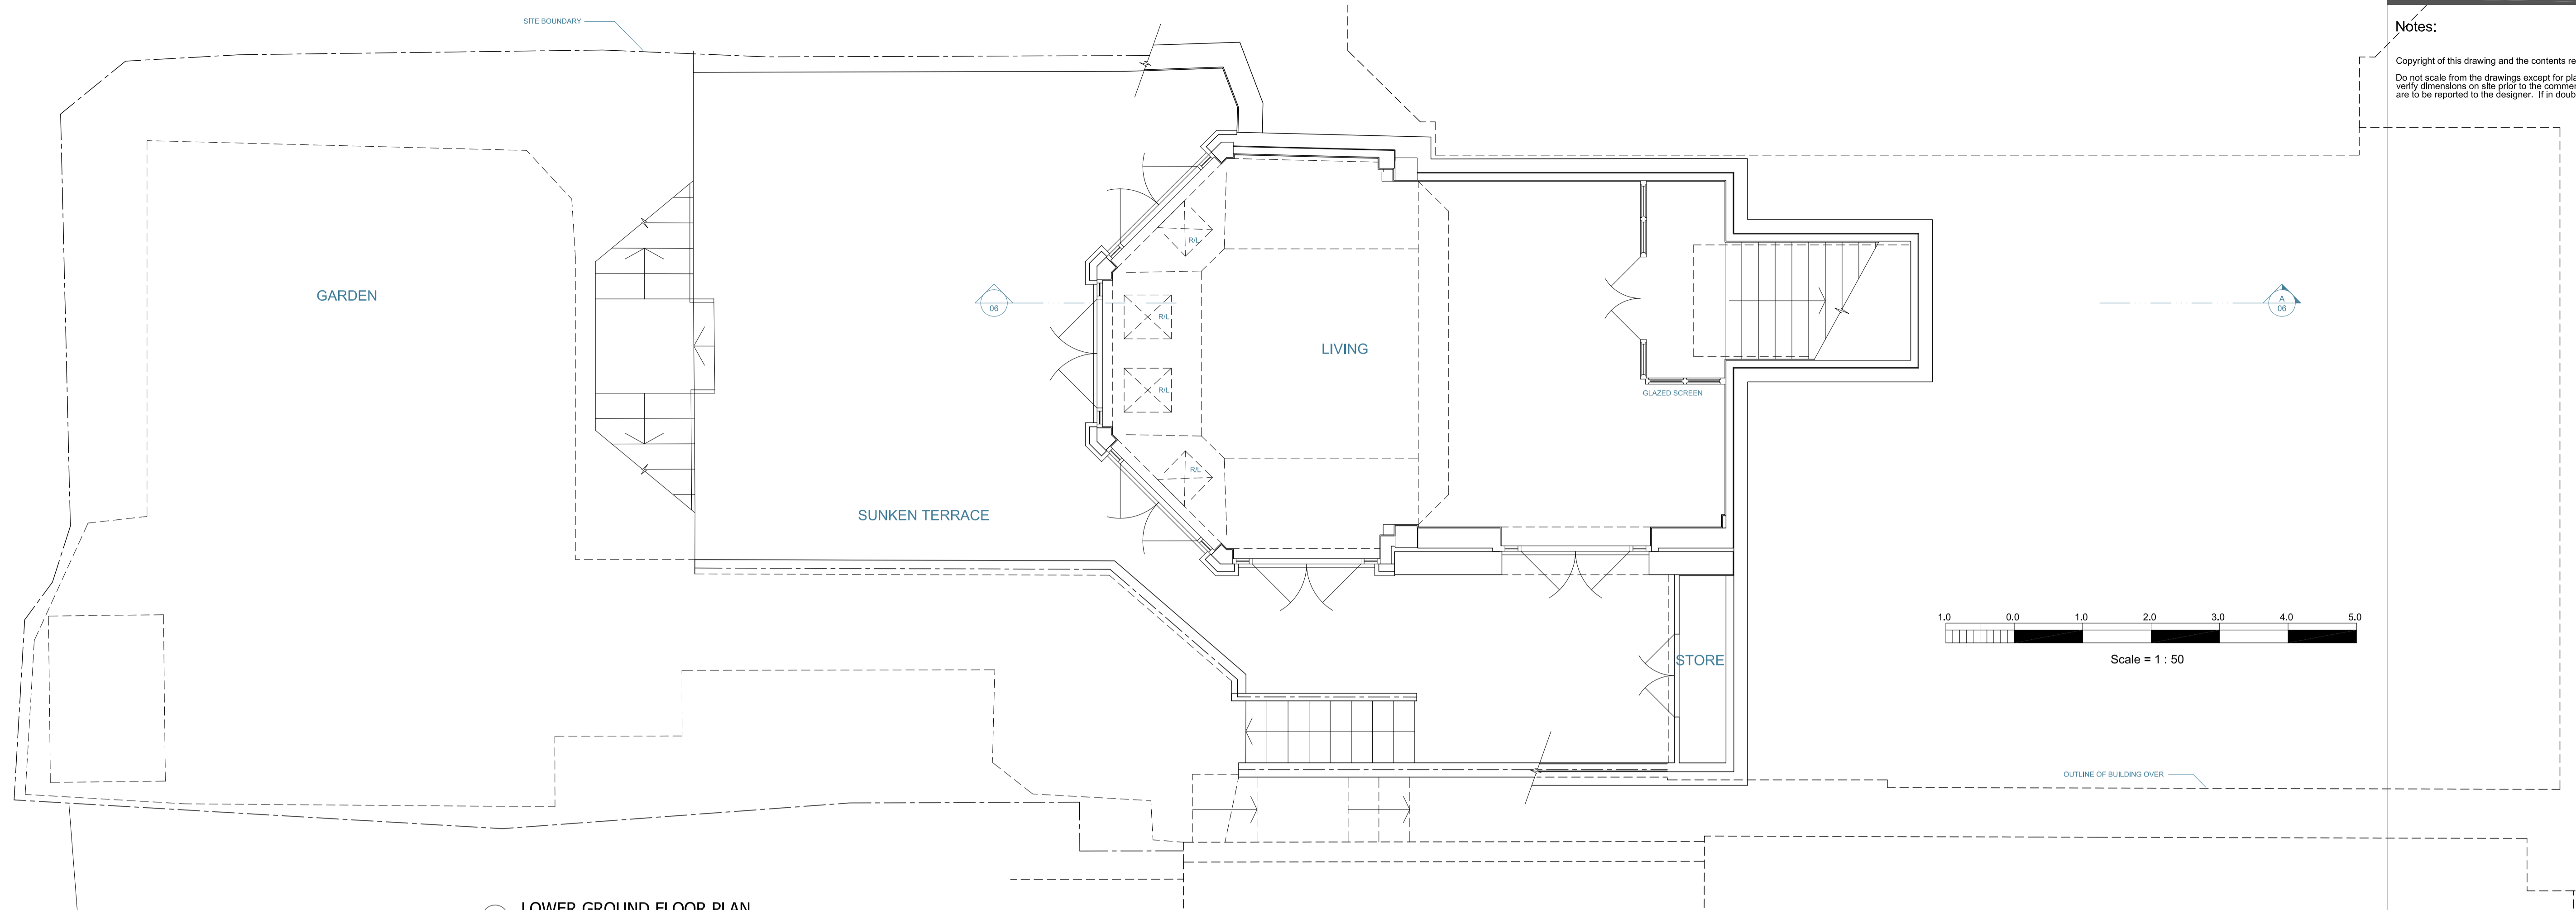 SITE BOUNDARY
Notes:
Copyright of this drawing and the contents re
Do not scale from the drawings except for pla
verify dimensions on site prior to the commer
are to be reported to the designer. If in doub
GARDEN
R/L
06
R/L
LIVING
A
06
R/L
GLAZED SCREEN
R/L
SUNKEN TERRACE
1.0 0.0 1.0 2.0 3.0 4.0 5.0
Scale = 1 : 50
STORE
OUTLINE OF BUILDING OVER
LOWER GROUND FLOOR PLAN